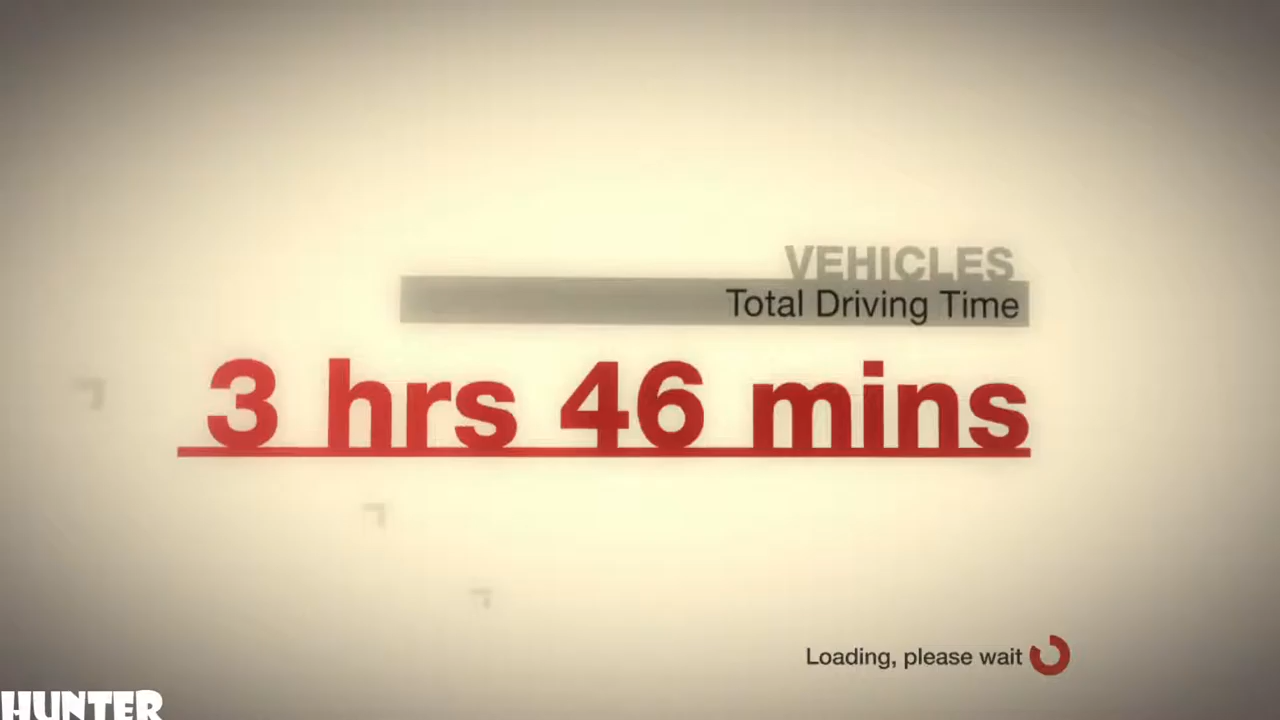 VEHICLES
Total Driving Time
3 hrs 46 mins
Loading, please wait
HUNTER